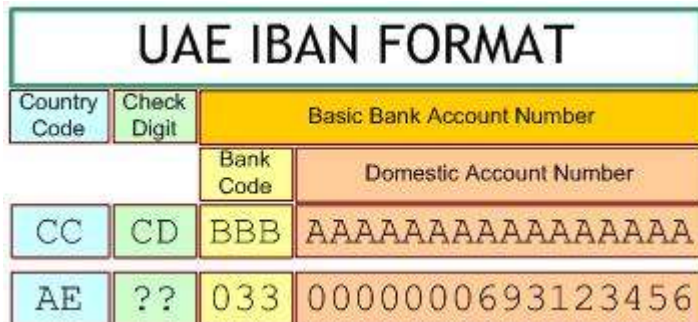 UAE IBAN FORMAT
Country Code Check Digit Basic Bank Account Number
Bank Code Domestic Account Number
CC CD BBB AAAAAAAAAAAAAAAA
AE ?? 033 0000000693123456